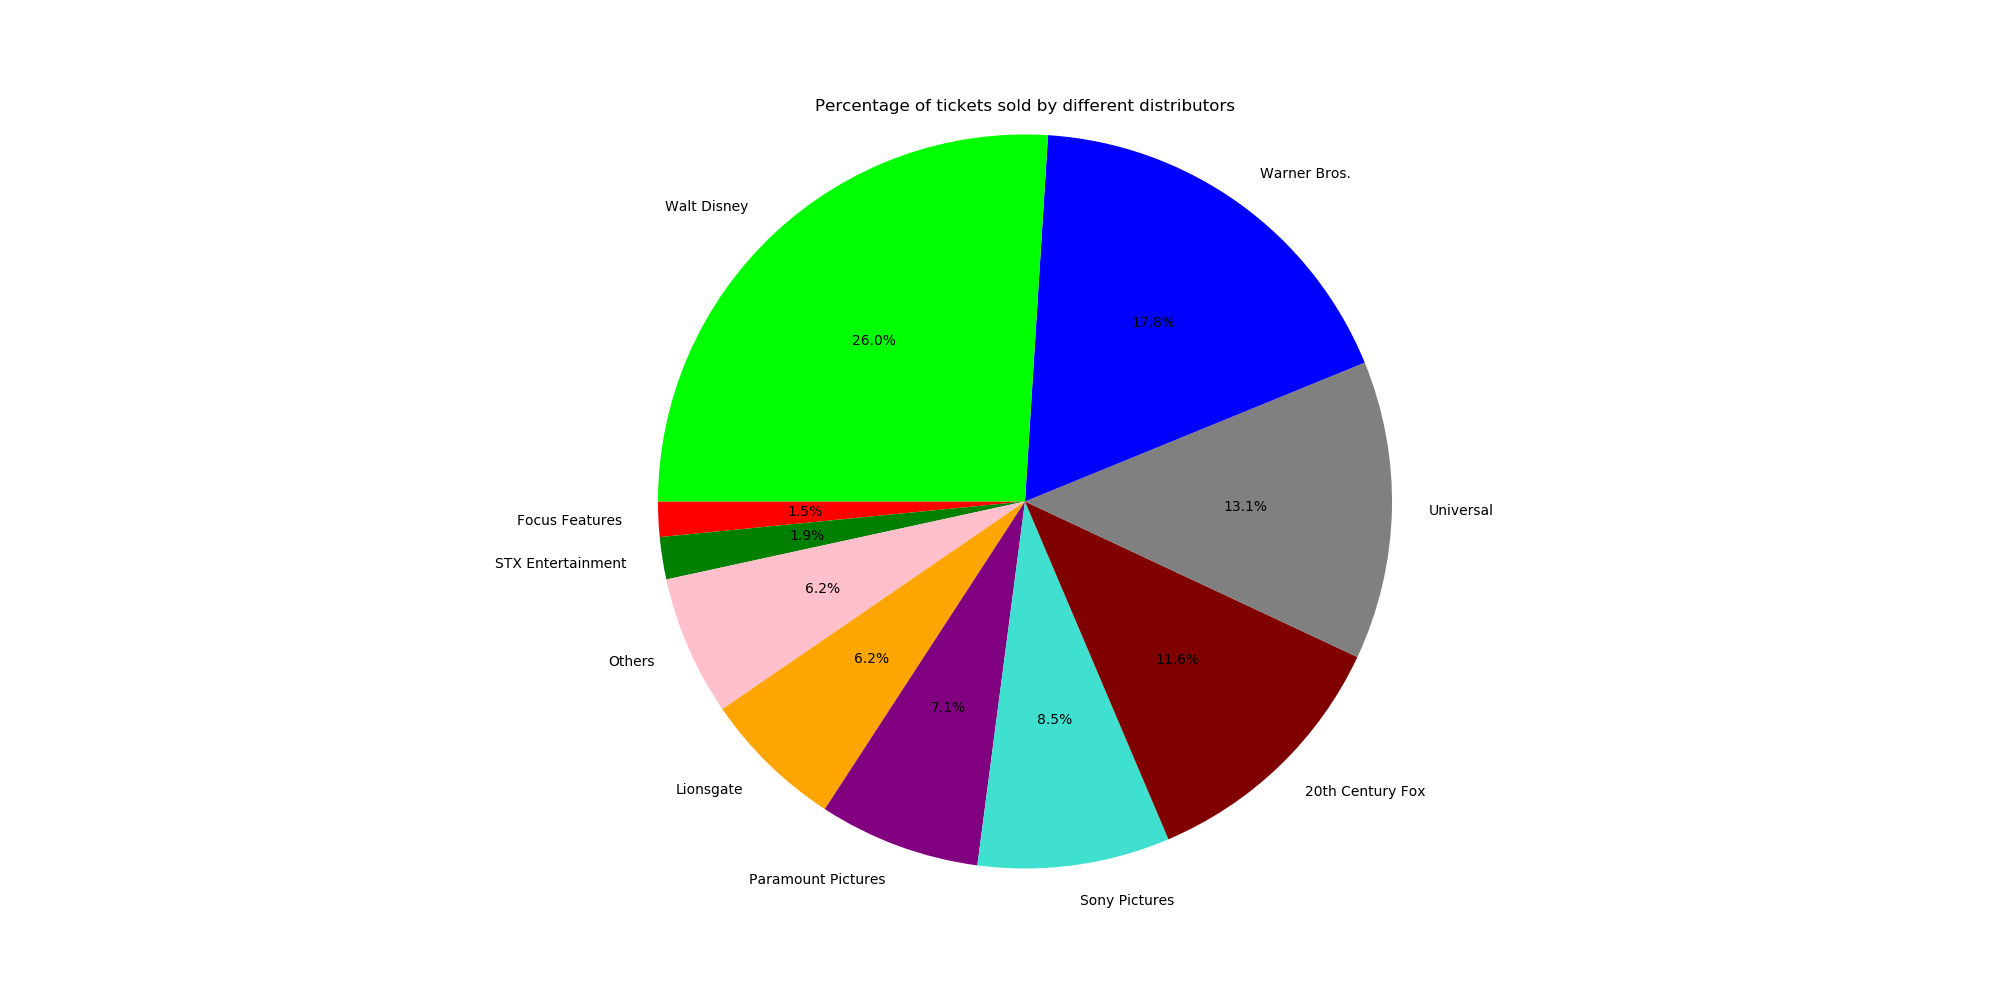 Percentage of tickets sold by different distributors
Warner Bros.
Walt Disney
17.8%
26.0%
13.1%
Universal
1.5%
Focus Features
1.9%
STX Entertainment
6.2%
6.2%
11.6%
Others
7.1%
8.5%
Lionsgate
20th Century Fox
Paramount Pictures
Sony Pictures